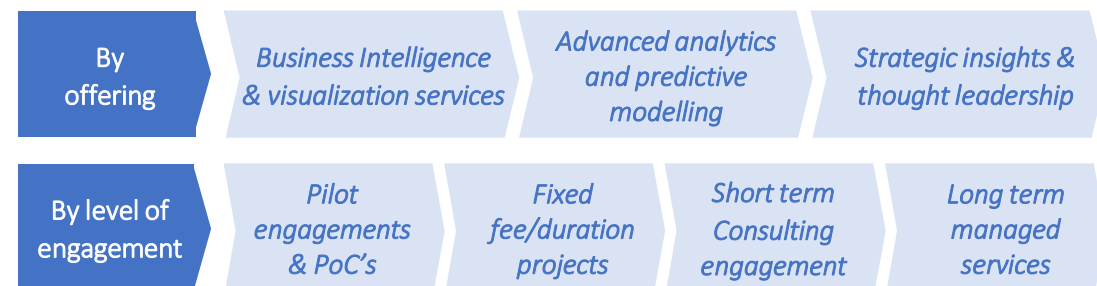 By
offering
Business Intelligence
& visualization services
Advanced analytics
and predictive
modelling
Strategic insights &
thought leadership
By level of
engagement
Pilot
engagements
& PoC's
Fixed
fee/duration
projects
Short term
Consulting
engagement
Long term
managed
services